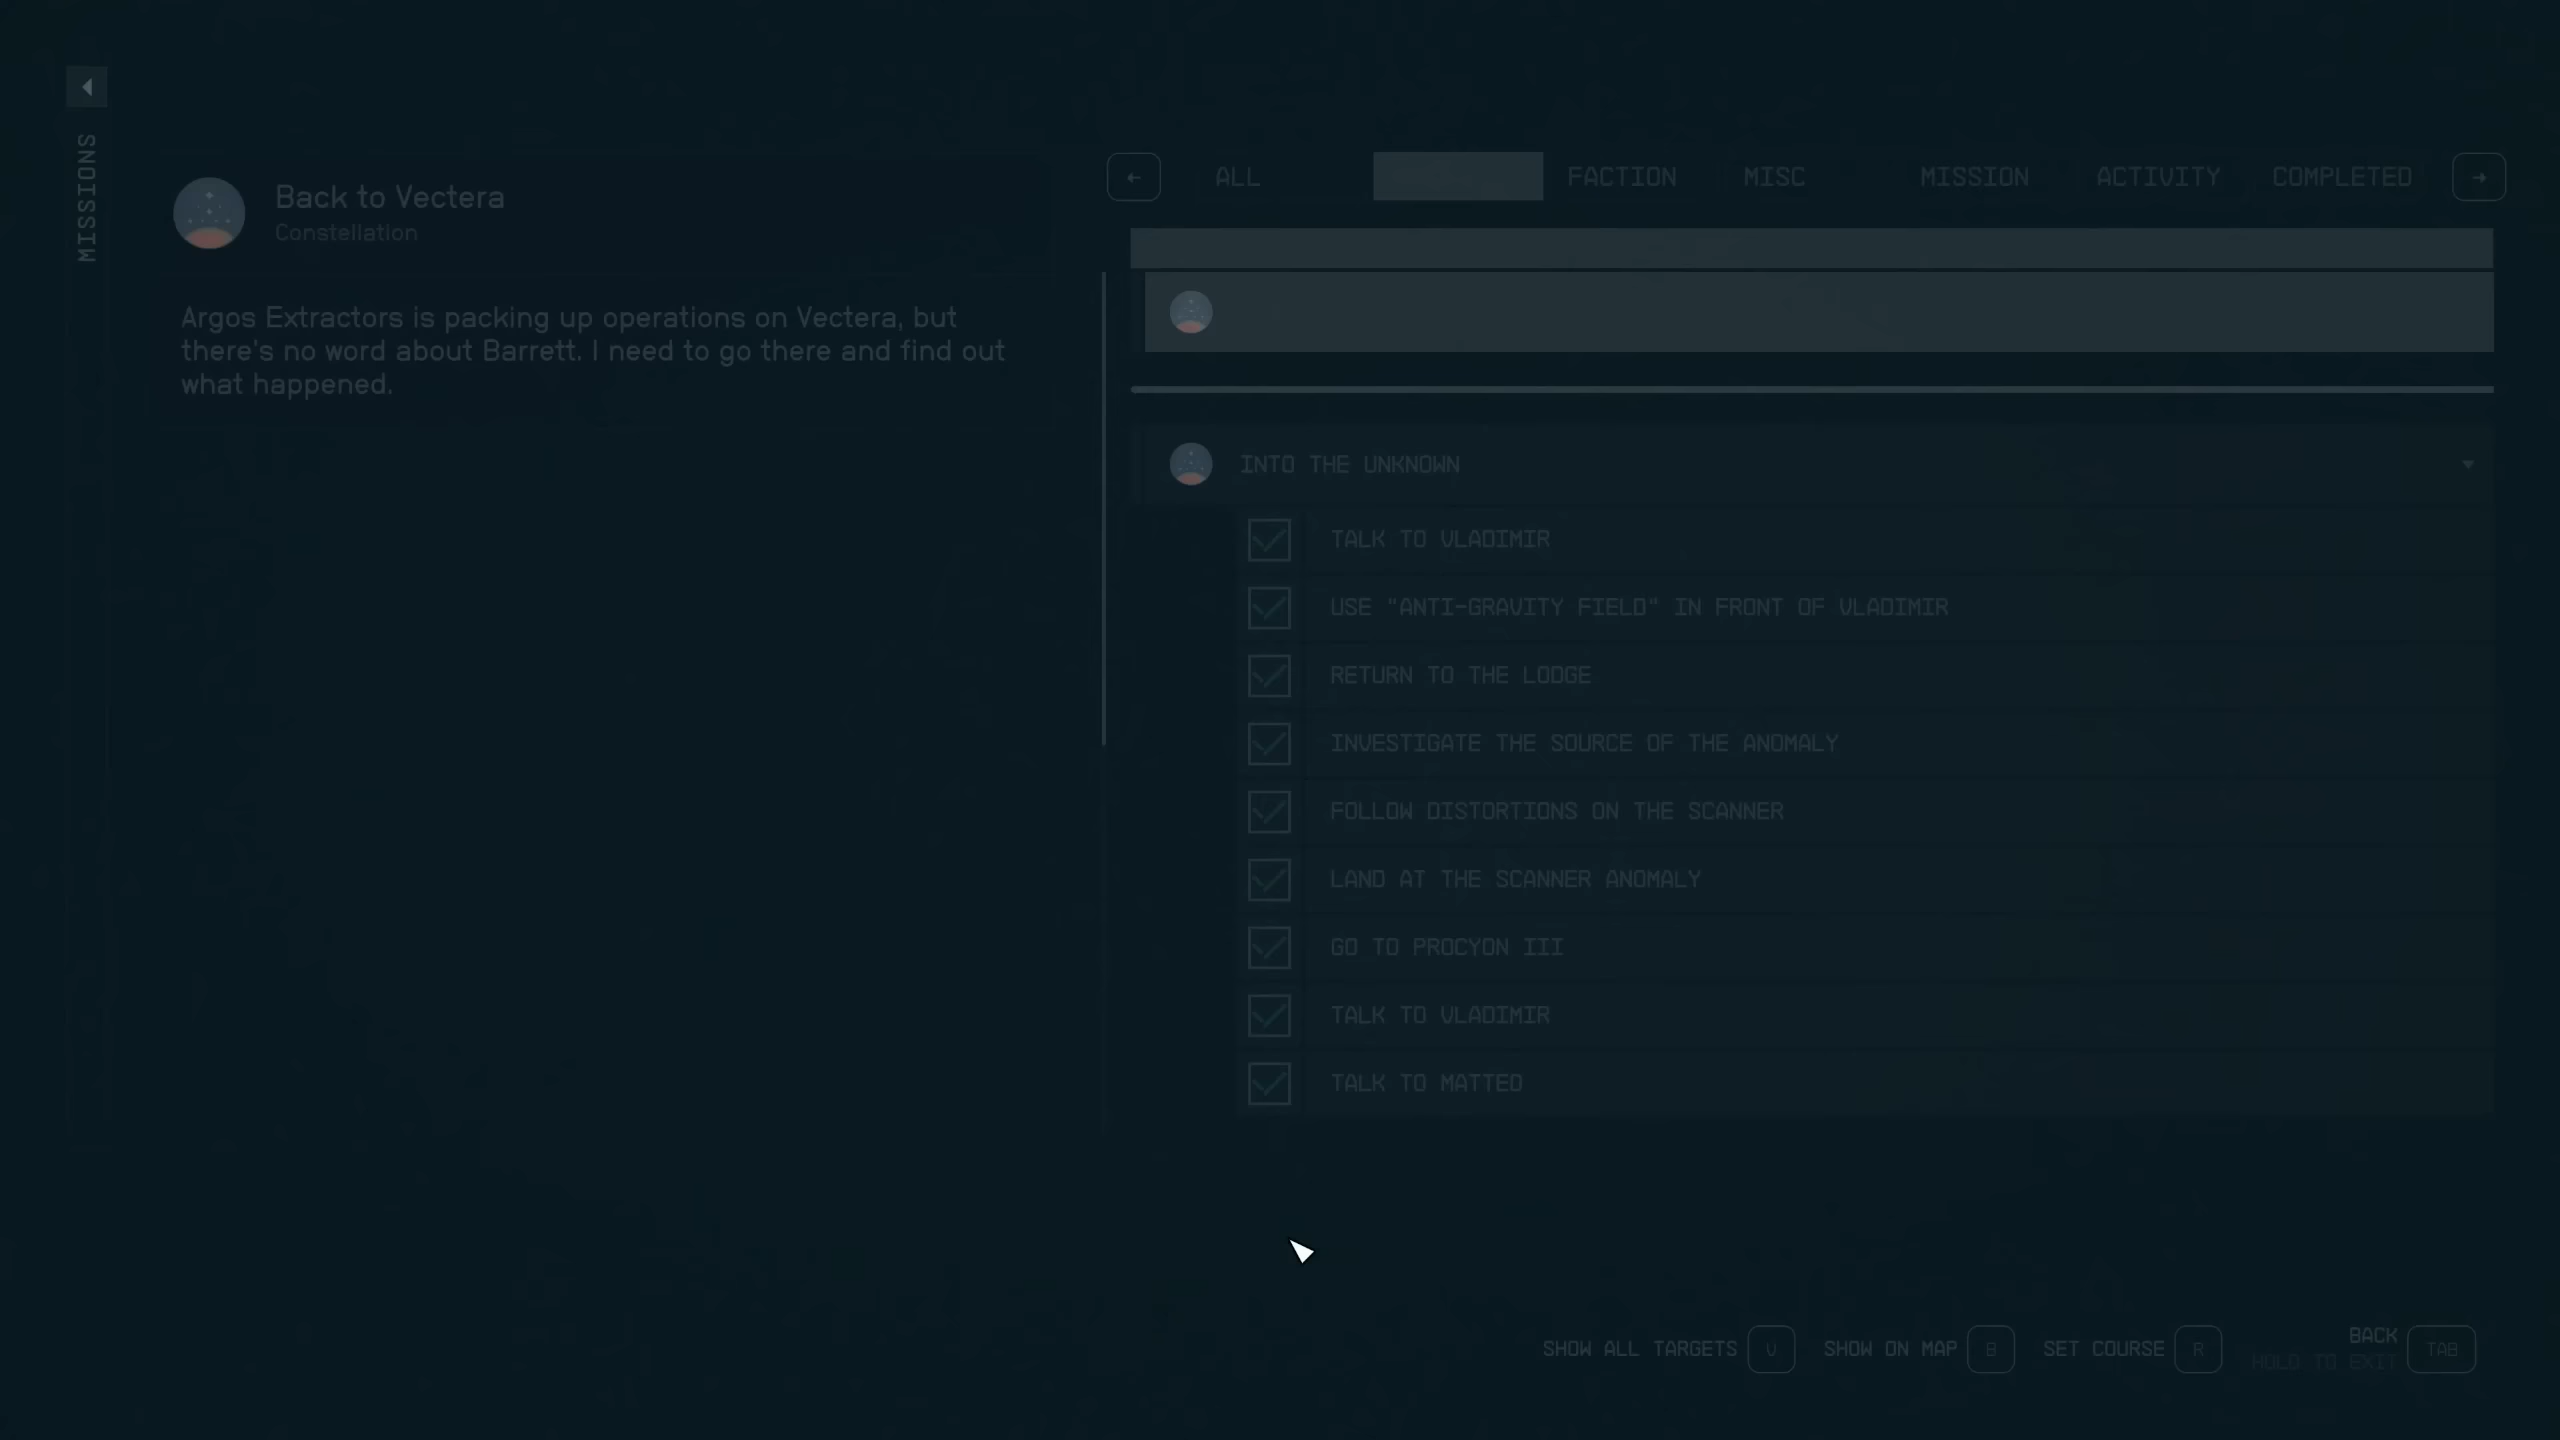 MISSIONS
Back to Vectera
Constellation
Argos Extractors is packing up operations on Vectera, but
there's no word about Barrett. I need to go there and find out
what happened.
ALL FACTION MISC MISSION ACTIVITY COMPLETED
INTO THE UNKNOWN
TALK TO VLADIMIR
USE "ANTI-GRAVITY FIELD" IN FRONT OF VLADIMIR
RETURN TO THE LODGE
INVESTIGATE THE SOURCE OF THE ANOMALY
FOLLOW DISTORTIONS ON THE SCANNER
LAND AT THE SCANNER ANOMALY
GO TO PROCYON III
TALK TO VLADIMIR
TALK TO MATTEO
SHOW ALL TARGETS V SHOW ON MAP B SET COURSE R BACK TAB
HOLD TO EXIT